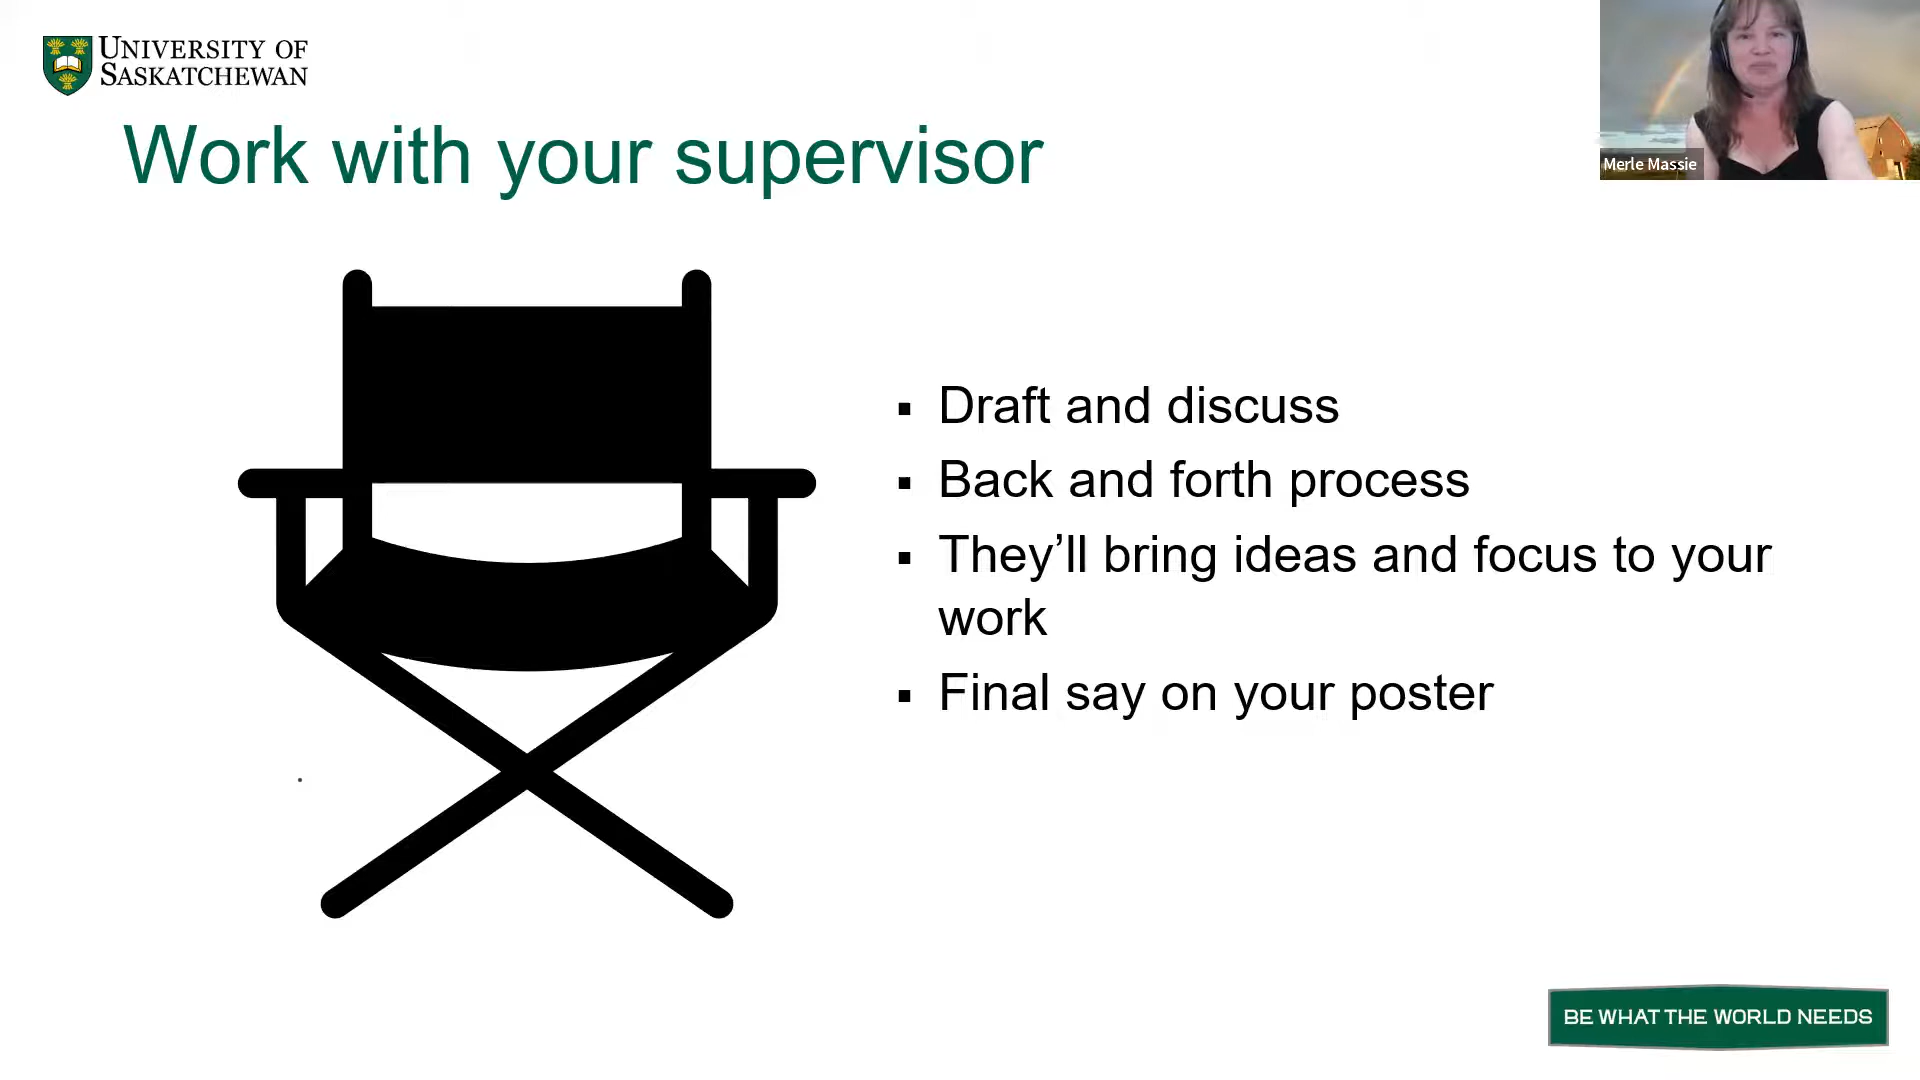 UNIVERSITY OF
SASKATCHEWAN
Merle Massie
Work with your supervisor
▪ Draft and discuss
▪ Back and forth process
▪ They’ll bring ideas and focus to your
work
▪ Final say on your poster
BE WHAT THE WORLD NEEDS